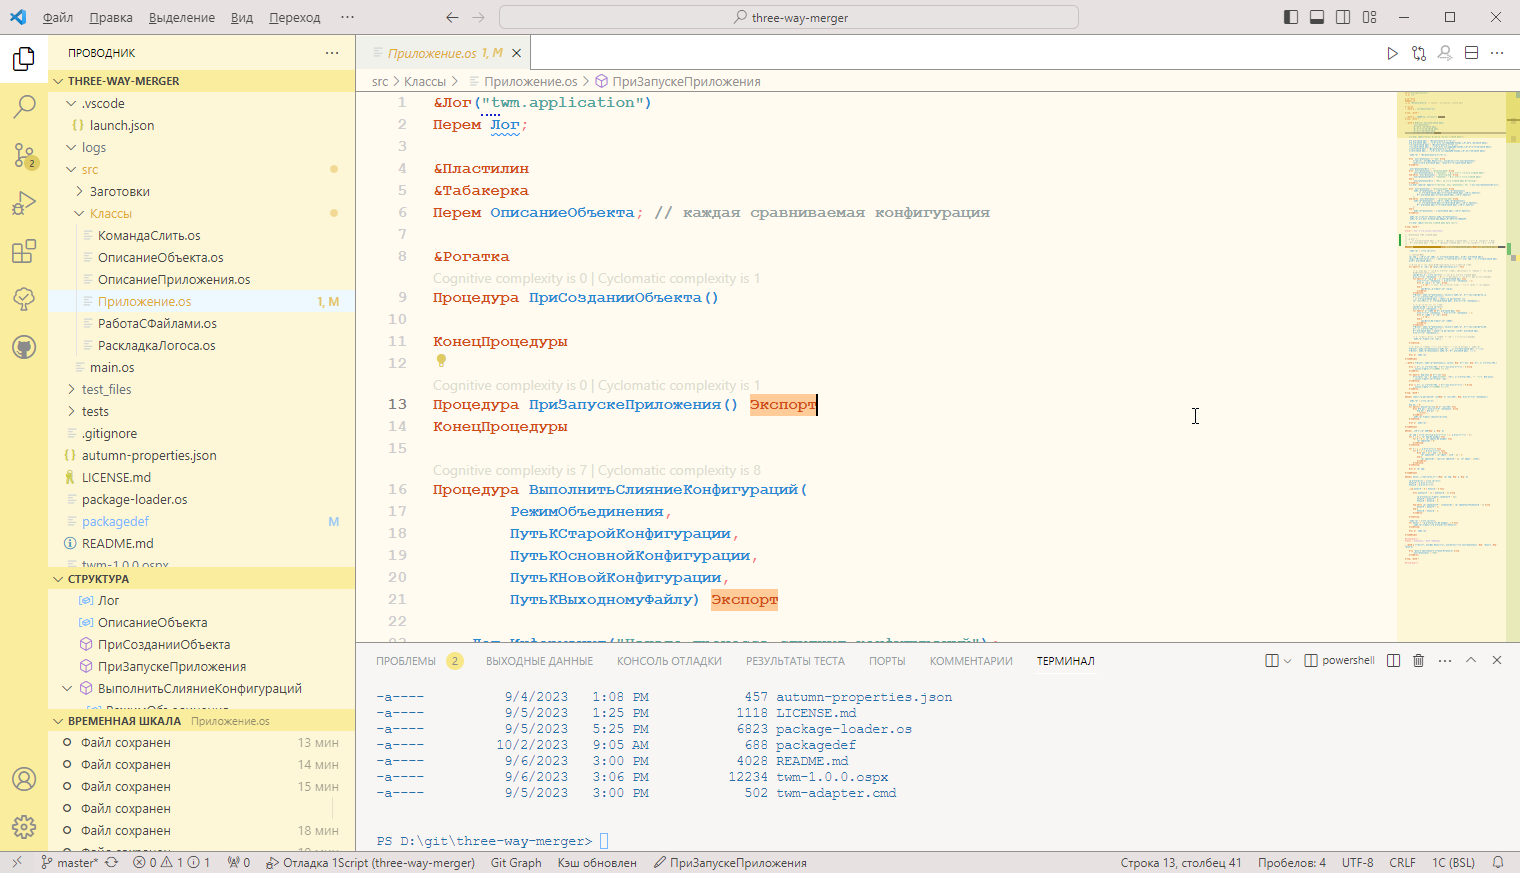 Файл Правка Выделение Вид Переход ··· three-way-merger
ПРОВОДНИК ···
THREE-WAY-MERGER
.vscode
{} launch.json
logs
2
src
Заготовки
Классы
КомандаСлить.os
ОписаниеОбъекта.os
ОписаниеПриложения.os
Приложение.os 1, M
РаботаСФайлами.os
РаскладкаЛогоса.os
main.os
test_files
tests
.gitignore
{} autumn-properties.json
LICENSE.md
package-loader.os
packagedef M
README.md
twm-1.0.0.ospx
СТРУКТУРА
Лог
ОписаниеОбъекта
ПриСозданииОбъекта
ПриЗапускеПриложения
ВыполнитьСлияниеКонфигураций
РежимОбъединения
ВРЕМЕННАЯ ШКАЛА Приложение.os
Файл сохранен 13 мин
Файл сохранен 14 мин
Файл сохранен 15 мин
Файл сохранен
Файл сохранен 18 мин
Приложение.os 1, M
src > Классы > Приложение.os > ПриЗапускеПриложения
1 &Лог("twm.application")
2 Перем Лог;
3
4 &Пластилин
5 &Табакерка
6 Перем ОписаниеОбъекта; // каждая сравниваемая конфигурация
7
8 &Рогатка
Cognitive complexity is 0 | Cyclomatic complexity is 1
9 Процедура ПриСозданииОбъекта()
10
11 КонецПроцедуры
12
Cognitive complexity is 0 | Cyclomatic complexity is 1
13 Процедура ПриЗапускеПриложения() Экспорт
14 КонецПроцедуры
15
Cognitive complexity is 7 | Cyclomatic complexity is 8
16 Процедура ВыполнитьСлияниеКонфигураций(
17 РежимОбъединения,
18 ПутьКСтаройКонфигурации,
19 ПутьКОсновнойКонфигурации,
20 ПутьКНовойКонфигурации,
21 ПутьКВыходномуФайлу) Экспорт
22
23 Лог.Информация("Начало процесса слияния конфигураций");
ПРОБЛЕМЫ 2 ВЫХОДНЫЕ ДАННЫЕ КОНСОЛЬ ОТЛАДКИ РЕЗУЛЬТАТЫ ТЕСТА ПОРТЫ КОММЕНТАРИИ ТЕРМИНАЛ powershell ···
-a---- 9/4/2023 1:08 PM 457 autumn-properties.json
-a---- 9/5/2023 1:25 PM 1118 LICENSE.md
-a---- 9/5/2023 5:25 PM 6823 package-loader.os
-a---- 10/2/2023 9:05 AM 688 packagedef
-a---- 9/6/2023 3:00 PM 4028 README.md
-a---- 9/6/2023 3:06 PM 12234 twm-1.0.0.ospx
-a---- 9/5/2023 3:00 PM 502 twm-adapter.cmd
PS D:\git\three-way-merger>
master* 0 1 1 0 Отладка 1Script (three-way-merger) Git Graph Кэш обновлен ПриЗапускеПриложения Строка 13, столбец 41 Пробелов: 4 UTF-8 CRLF 1C (BSL)